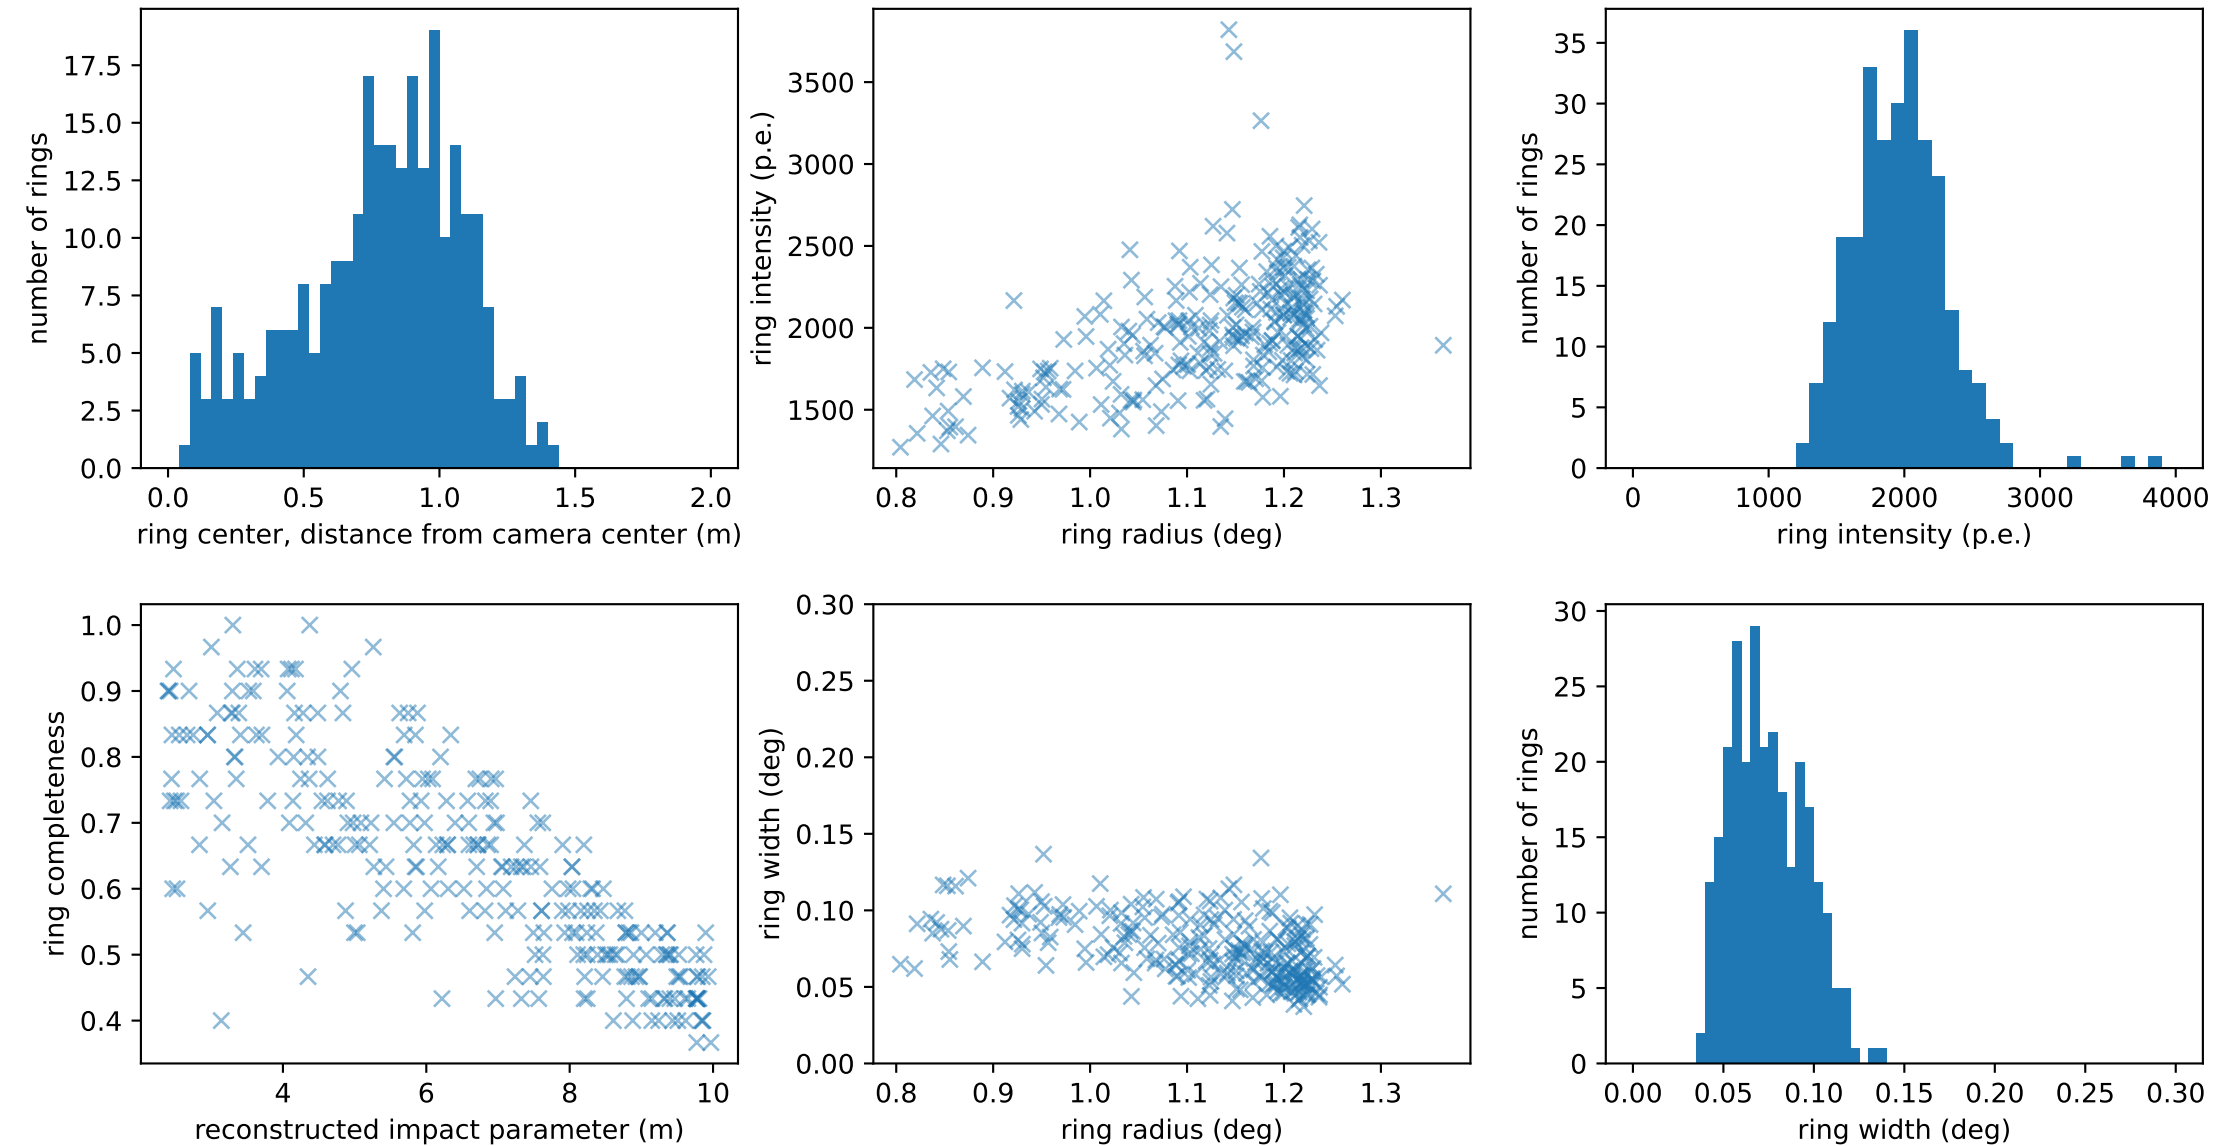 17.5
15.0
12.5
10.0
7.5
5.0
2.5
0.0
number of rings
0.0 0.5 1.0 1.5 2.0
ring center, distance from camera center (m)
3500
3000
2500
2000
1500
ring intensity (p.e.)
0.8 0.9 1.0 1.1 1.2 1.3
ring radius (deg)
35
30
25
20
15
10
5
0
number of rings
0 1000 2000 3000 4000
ring intensity (p.e.)
1.0
0.9
0.8
0.7
0.6
0.5
0.4
ring completeness
4 6 8 10
reconstructed impact parameter (m)
0.30
0.25
0.20
0.15
0.10
0.05
0.00
ring width (deg)
0.8 0.9 1.0 1.1 1.2 1.3
ring radius (deg)
30
25
20
15
10
5
0
number of rings
0.00 0.05 0.10 0.15 0.20 0.25 0.30
ring width (deg)